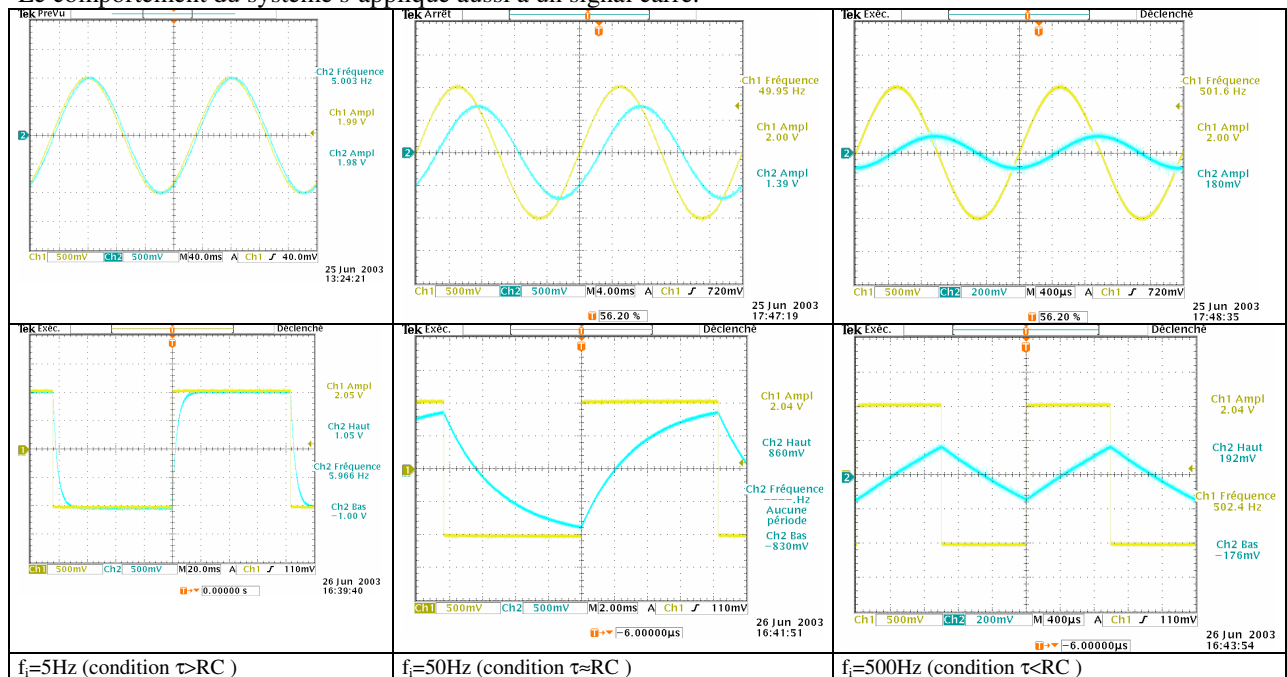 Le comportement du système s'applique aussi à un signal carré.
Tek PreVu
Ch2 Fréquence
5.003 Hz
Ch1 Ampl
1.99 V
Ch2 Ampl
1.98 V
2
Ch1 500mV Ch2 500mV M 40.0ms A Ch1 ƒ 40.0mV
25 Jun 2003
13:24:21
Tek Arrêt
T
Ch1 Fréquence
49.95 Hz
Ch1 Ampl
2.00 V
Ch2 Ampl
1.39 V
2
Ch1 500mV Ch2 500mV M 4.00ms A Ch1 ƒ 720mV
25 Jun 2003
17:47:19
T 56.20 %
Tek Exéc. Déclenché
T
Ch1 Fréquence
501.6 Hz
Ch1 Ampl
2.00 V
Ch2 Ampl
180mV
2
Ch1 500mV Ch2 200mV M 400µs A Ch1 ƒ 720mV
25 Jun 2003
17:48:35
T 56.20 %
Tek Exéc. Déclenché
T
Ch1 Ampl
2.05 V
Ch2 Haut
1.05 V
Ch2 Fréquence
5.966 Hz
Ch2 Bas
-1.00 V
1
Ch1 500mV Ch2 500mV M 20.0ms A Ch1 ƒ 110mV
26 Jun 2003
16:39:40
T 0.00000 s
Tek Exéc. Déclenché
T
Ch1 Ampl
2.04 V
Ch2 Haut
860mV
Ch2 Fréquence
----.Hz
Aucune
période
Ch2 Bas
-830mV
1
Ch1 500mV Ch2 500mV M 2.00ms A Ch1 ƒ 110mV
26 Jun 2003
16:41:51
T -6.00000µs
Tek Exéc. Déclenché
T
Ch1 Ampl
2.04 V
Ch2 Haut
192mV
Ch1 Fréquence
502.4 Hz
Ch2 Bas
-176mV
2
Ch1 500mV Ch2 200mV M 400µs A Ch1 ƒ 110mV
26 Jun 2003
16:43:54
T -6.00000µs
fᵢ=5Hz (condition τ>RC )
fᵢ=50Hz (condition τ≈RC )
fᵢ=500Hz (condition τ<RC )